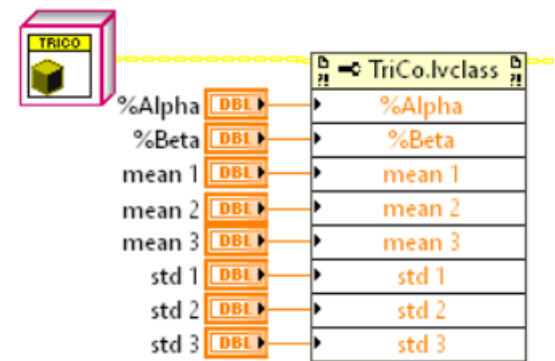 TRICO
?! TriCo.lvclass ?!
%Alpha DBL %Alpha
%Beta DBL %Beta
mean 1 DBL mean 1
mean 2 DBL mean 2
mean 3 DBL mean 3
std 1 DBL std 1
std 2 DBL std 2
std 3 DBL std 3